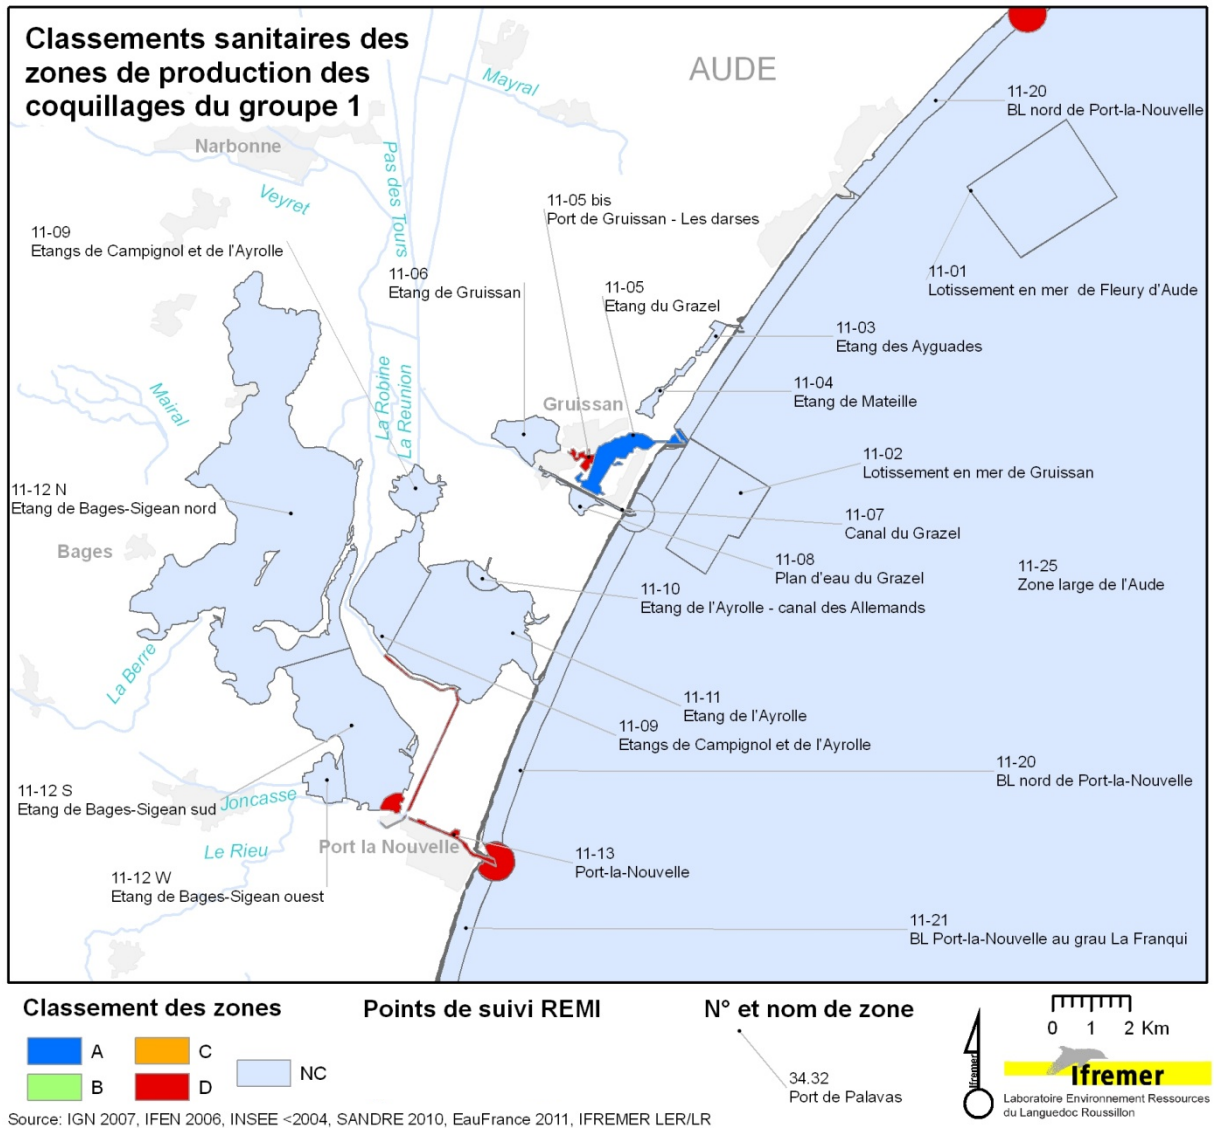 Classements sanitaires des
zones de production des
coquillages du groupe 1
AUDE
Mayral
11-20
BL nord de Port-la-Nouvelle
Narbonne
Pas des Tours
Veyret
11-05 bis
Port de Gruissan - Les darses
11-09
Etangs de Campignol et de l'Ayrolle
11-06
Etang de Gruissan
11-05
Etang du Grazel
11-01
Lotissement en mer de Fleury d'Aude
11-03
Etang des Ayguades
La Robine
La Reunion
Mairal
Gruissan
11-04
Etang de Mateille
11-02
Lotissement en mer de Gruissan
11-12 N
Etang de Bages-Sigean nord
11-07
Canal du Grazel
Bages
11-08
Plan d'eau du Grazel
11-25
Zone large de l'Aude
11-10
Etang de l'Ayrolle - canal des Allemands
La Berre
11-11
Etang de l'Ayrolle
11-09
Etangs de Campignol et de l'Ayrolle
11-20
BL nord de Port-la-Nouvelle
11-12 S
Etang de Bages-Sigean sud
Joncasse
Le Rieu
Port la Nouvelle
11-13
Port-la-Nouvelle
11-12 W
Etang de Bages-Sigean ouest
11-21
BL Port-la-Nouvelle au grau La Franqui
Classement des zones
Points de suivi REMI
N° et nom de zone
A
C
NC
B
D
34.32
Port de Palavas
Ifremer
0 1 2 Km
Ifremer
Laboratoire Environnement Ressources
du Languedoc Roussillon
Source: IGN 2007, IFEN 2006, INSEE <2004, SANDRE 2010, EauFrance 2011, IFREMER LER/LR